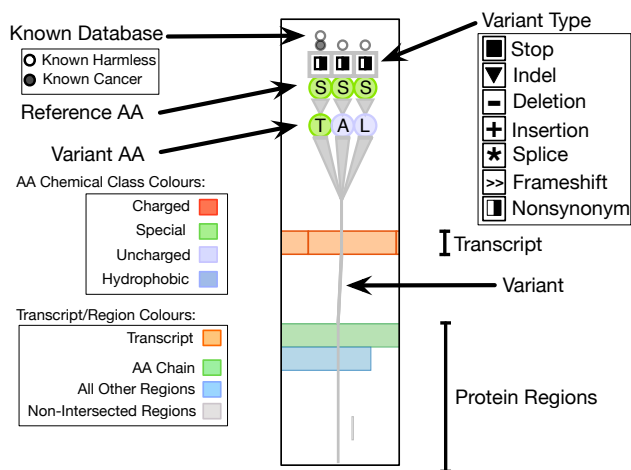 Known Database
Known Harmless
Known Cancer
Reference AA
Variant AA
AA Chemical Class Colours:
Charged
Special
Uncharged
Hydrophobic
Transcript/Region Colours:
Transcript
AA Chain
All Other Regions
Non-Intersected Regions
S S S
T A L
Variant Type
Stop
Indel
- Deletion
+ Insertion
* Splice
>> Frameshift
Nonsynonym
Transcript
Variant
Protein Regions